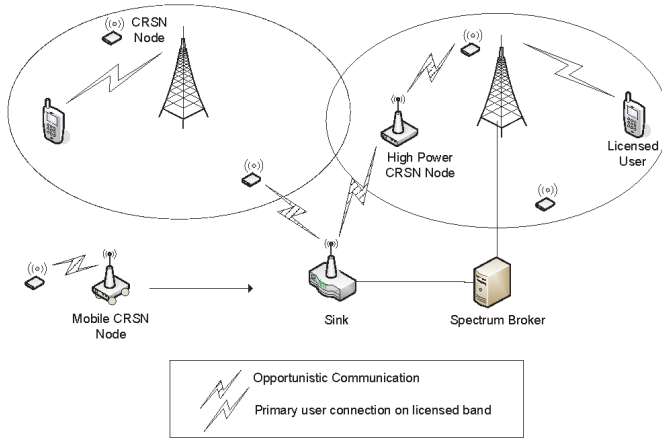 CRSN
Node
High Power
CRSN Node
Licensed
User
Mobile CRSN
Node
Sink
Spectrum Broker
Opportunistic Communication
Primary user connection on licensed band